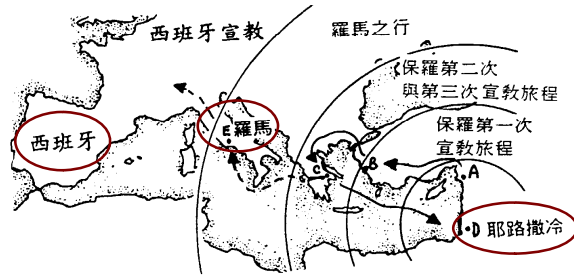 西班牙宣教
羅馬之行
保羅第二次
與第三次宣教旅程
保羅第一次
宣教旅程
西班牙
E羅馬
A
B
C
D 耶路撒冷